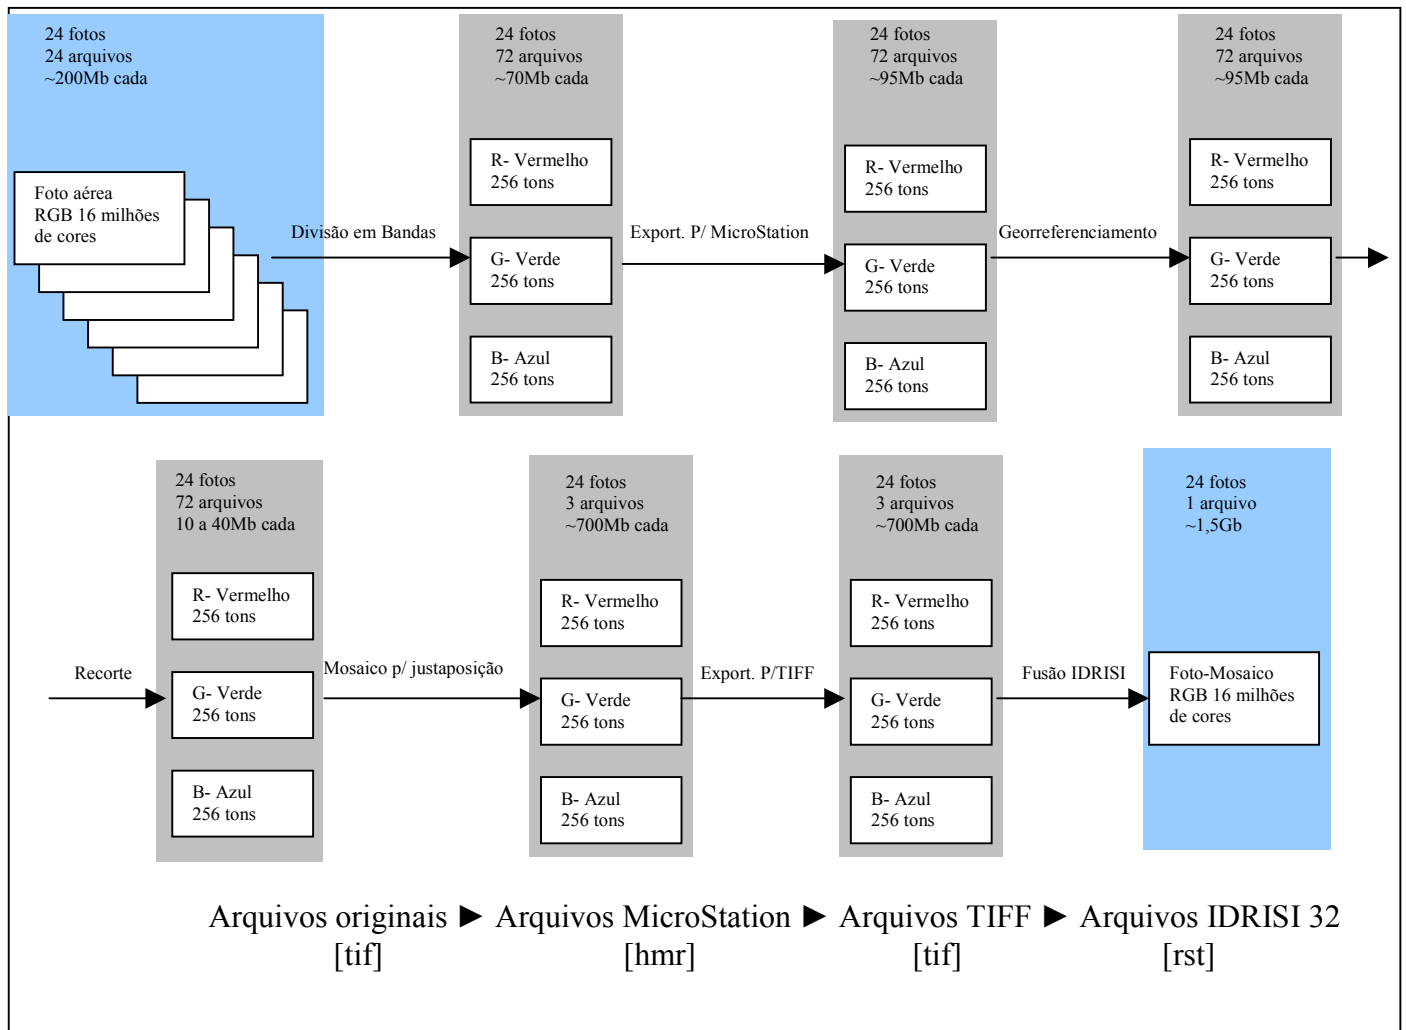 24 fotos
24 arquivos
~200Mb cada
Foto aérea
RGB 16 milhões
de cores
Divisão em Bandas
24 fotos
72 arquivos
~70Mb cada
R- Vermelho
256 tons
G- Verde
256 tons
B- Azul
256 tons
Export. P/ MicroStation
24 fotos
72 arquivos
~95Mb cada
R- Vermelho
256 tons
G- Verde
256 tons
B- Azul
256 tons
Georreferenciamento
24 fotos
72 arquivos
~95Mb cada
R- Vermelho
256 tons
G- Verde
256 tons
B- Azul
256 tons
Recorte
24 fotos
72 arquivos
10 a 40Mb cada
R- Vermelho
256 tons
G- Verde
256 tons
B- Azul
256 tons
Mosaico p/ justaposição
24 fotos
3 arquivos
~700Mb cada
R- Vermelho
256 tons
G- Verde
256 tons
B- Azul
256 tons
Export. P/TIFF
24 fotos
3 arquivos
~700Mb cada
R- Vermelho
256 tons
G- Verde
256 tons
B- Azul
256 tons
Fusão IDRISI
24 fotos
1 arquivo
~1,5Gb
Foto-Mosaico
RGB 16 milhões
de cores
Arquivos originais ► Arquivos MicroStation ► Arquivos TIFF ► Arquivos IDRISI 32
[tif] [hmr] [tif] [rst]